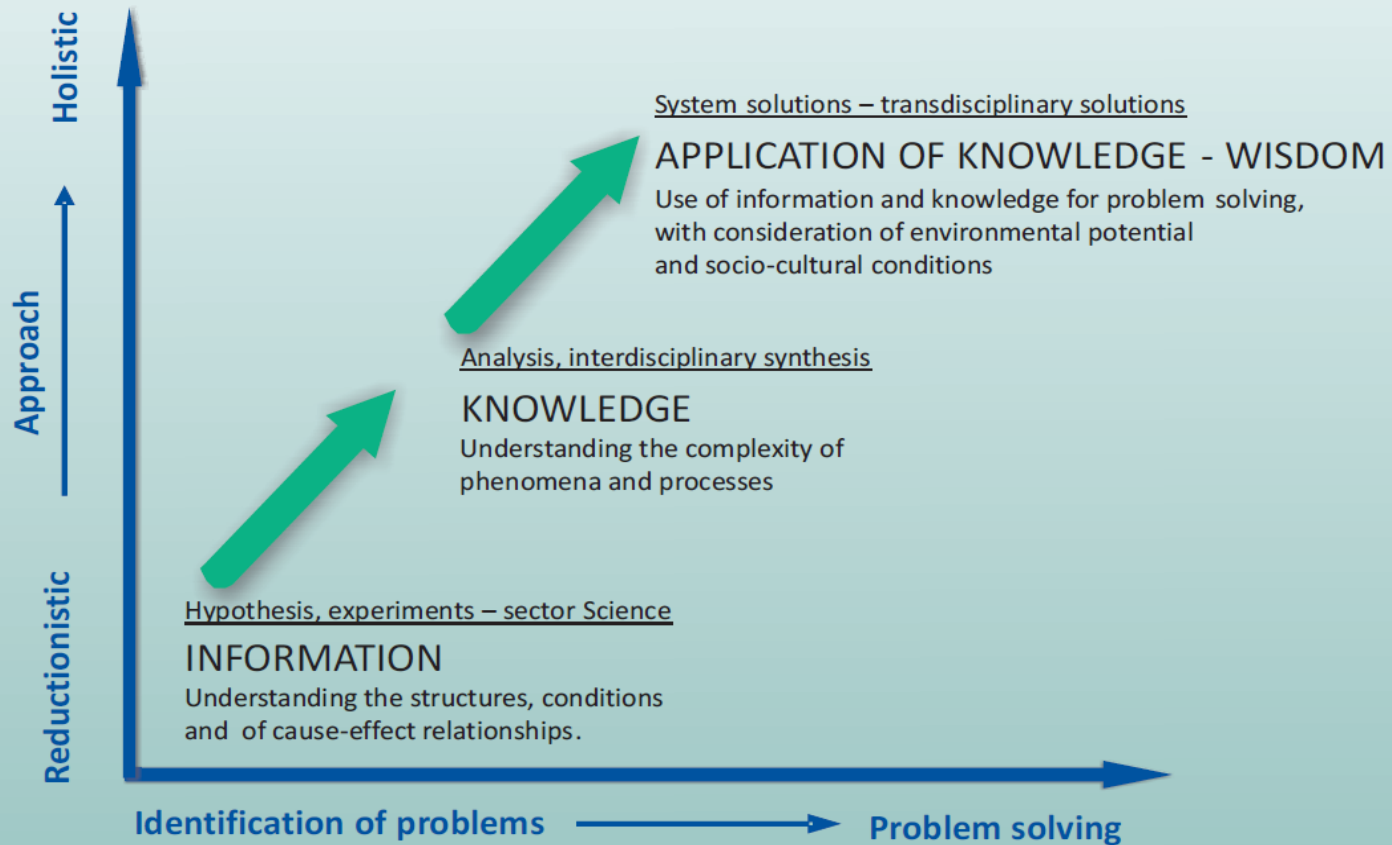 Holistic
Approach
Reductionistic
System solutions – transdisciplinary solutions
APPLICATION OF KNOWLEDGE - WISDOM
Use of information and knowledge for problem solving,
with consideration of environmental potential
and socio-cultural conditions
Analysis, interdisciplinary synthesis
KNOWLEDGE
Understanding the complexity of
phenomena and processes
Hypothesis, experiments – sector Science
INFORMATION
Understanding the structures, conditions
and of cause-effect relationships.
Identification of problems
Problem solving